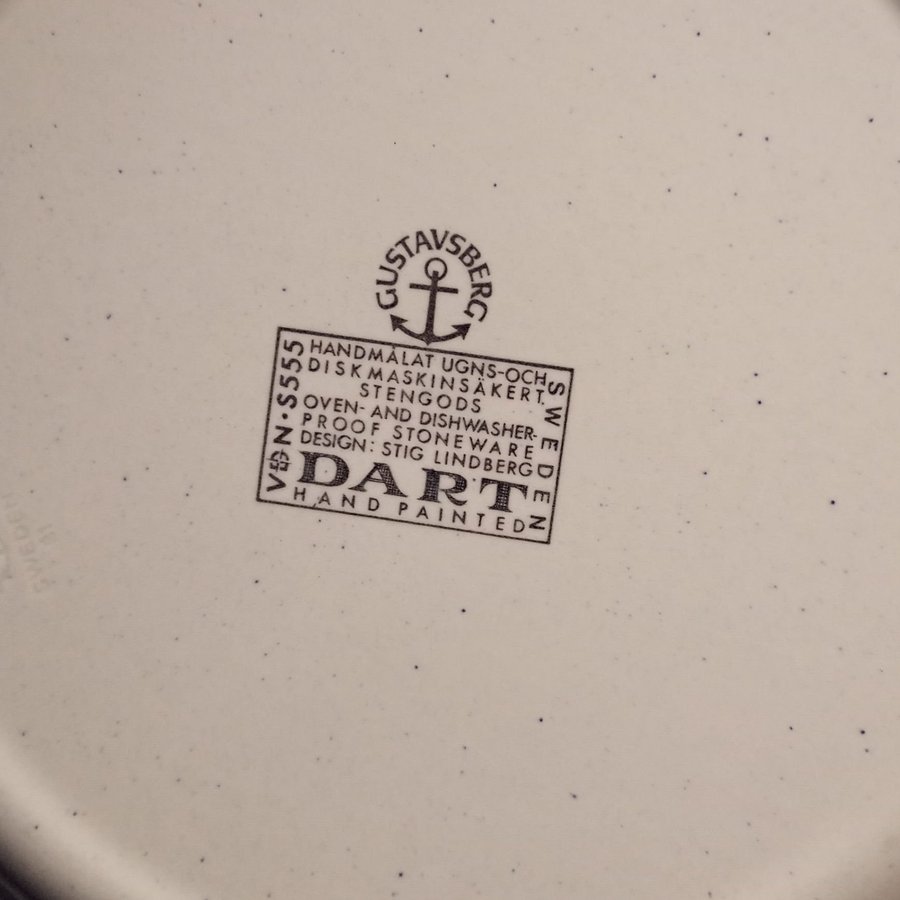 GUSTAVSBERG
HANDMÅLAT UGNS-OCH
DISKMASKINSÄKERT
STENGODS
OVEN- AND DISHWASHER-
PROOF STONEWARE
DESIGN: STIG LINDBERG
DART
HAND PAINTED
VDN·S555
SWEDEN